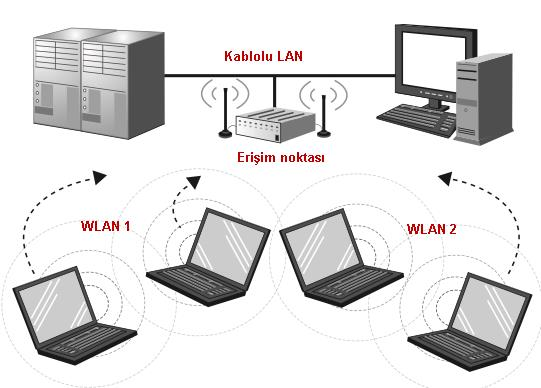 Kablolu LAN
Erişim noktası
WLAN 1
WLAN 2